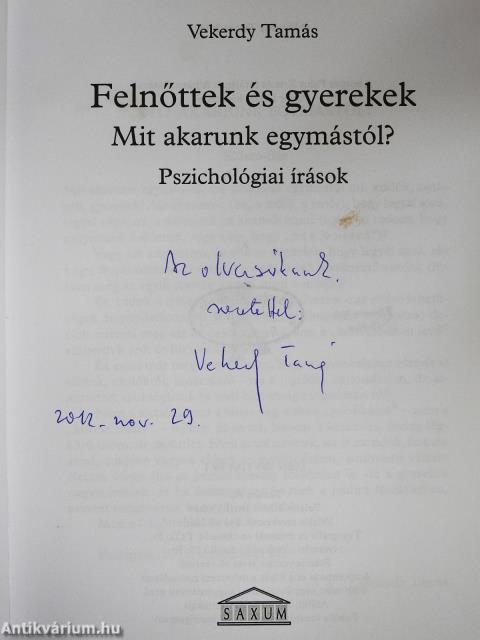 Vekerdy Tamás
Felnőttek és gyerekek
Mit akarunk egymástól?
Pszichológiai írások
Az olvasóknak
szeretettel:
Vekerdy Tamás
2012. nov. 29.
Antikvárium.hu
SAXUM